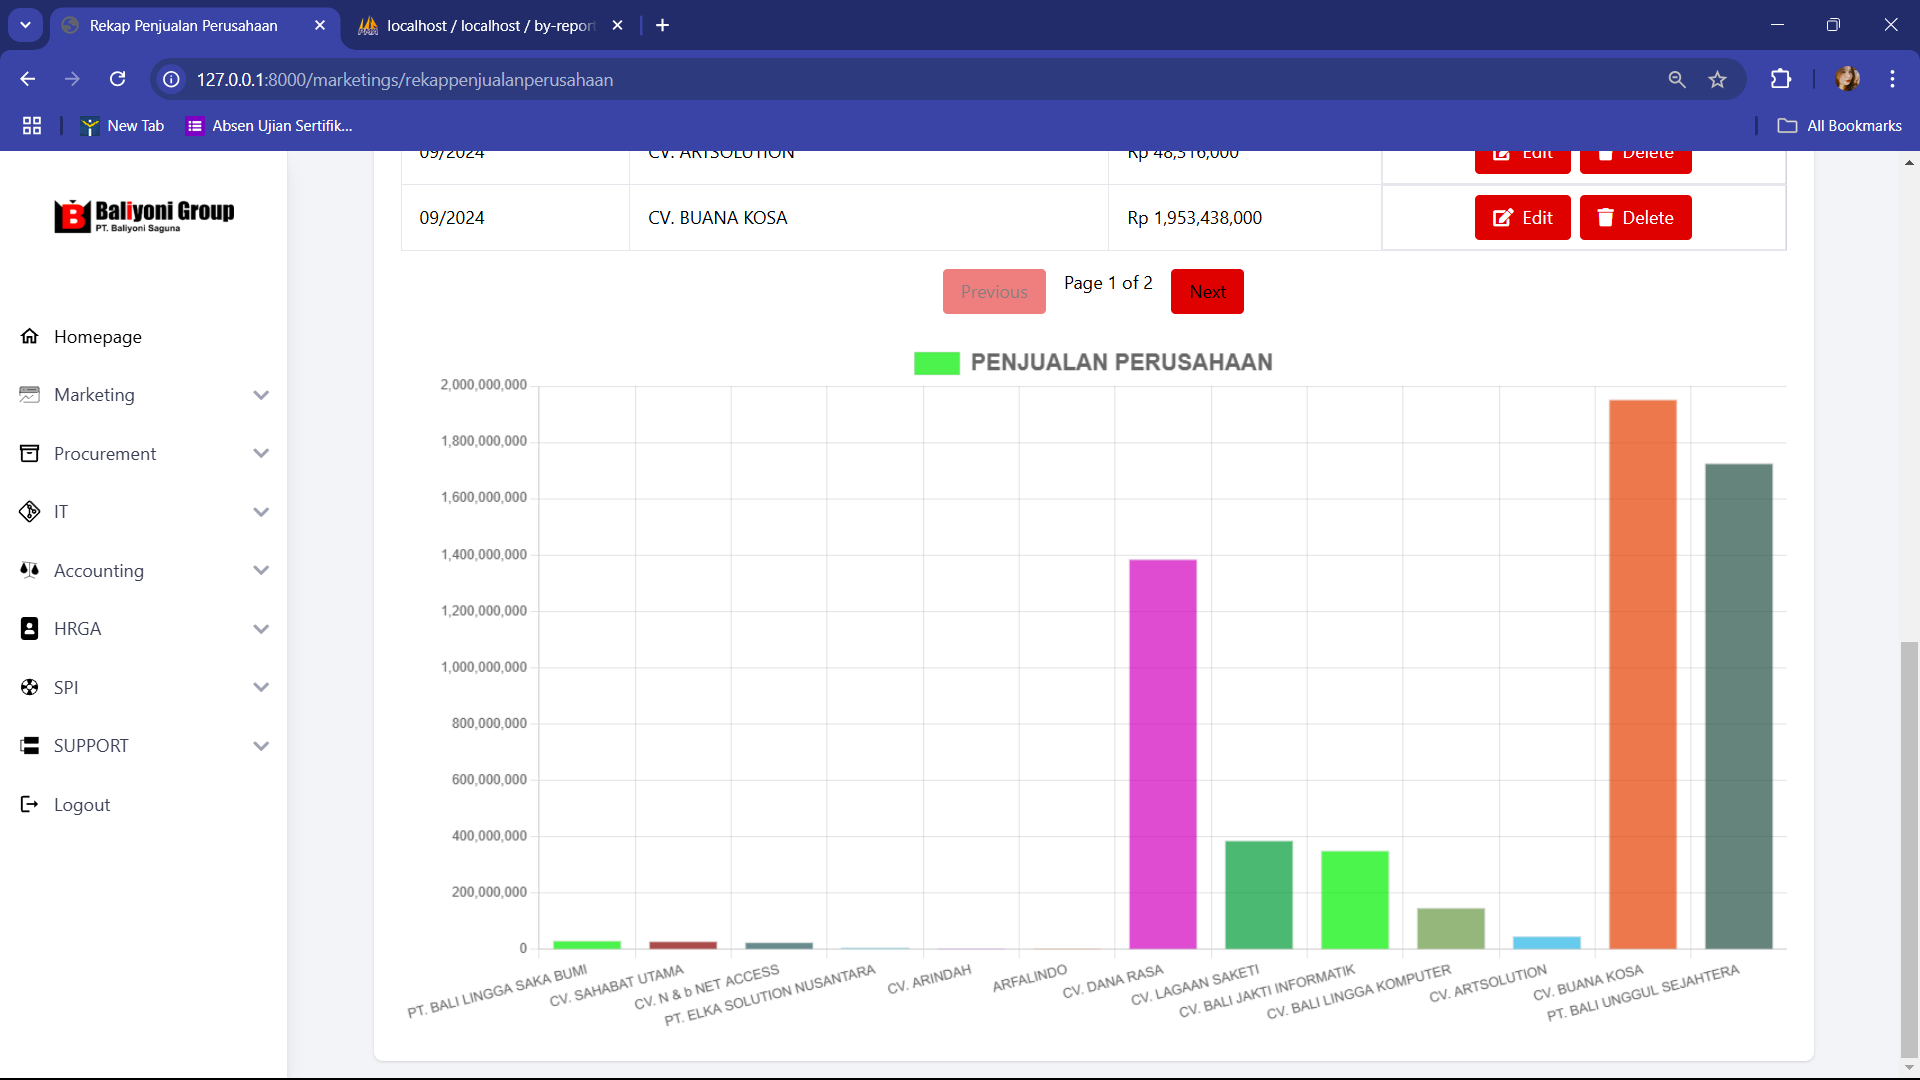 Rekap Penjualan Perusahaan
localhost / localhost / by-report
127.0.0.1:8000/marketings/rekappenjualanperusahaan
New Tab
Absen Ujian Sertifik...
All Bookmarks
Baliyoni Group
PT. Baliyoni Saguna
Homepage
Marketing
Procurement
IT
Accounting
HRGA
SPI
SUPPORT
Logout
09/2024 CV. ARTSOLUTION Rp 48,316,000 Edit Delete
09/2024 CV. BUANA KOSA Rp 1,953,438,000 Edit Delete
Previous Page 1 of 2 Next
PENJUALAN PERUSAHAAN
2,000,000,000
1,800,000,000
1,600,000,000
1,400,000,000
1,200,000,000
1,000,000,000
800,000,000
600,000,000
400,000,000
200,000,000
0
PT. BALI LINGGA SAKA BUMI
CV. SAHABAT UTAMA
CV. N & b NET ACCESS
PT. ELKA SOLUTION NUSANTARA
CV. ARINDAH
ARFALINDO
CV. DANA RASA
CV. LAGAAN SAKETI
CV. BALI JAKTI INFORMATIK
CV. BALI LINGGA KOMPUTER
CV. ARTSOLUTION
CV. BUANA KOSA
PT. BALI UNGGUL SEJAHTERA